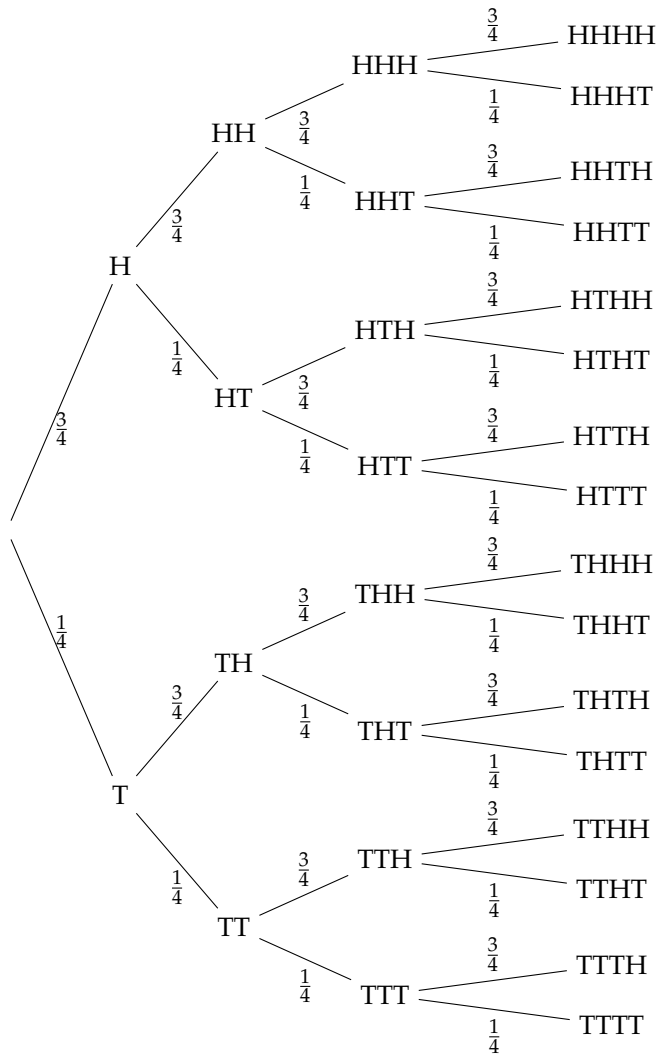 3/4 HHHH
HHH
1/4 HHHT
HH 3/4
3/4 HHTH
1/4 HHT
3/4 1/4 HHTT
H
3/4 HTHH
HTH
1/4 1/4 HTHT
HT 3/4
3/4 3/4 HTTH
1/4 HTT
1/4 HTTT
3/4 THHH
3/4 THH
1/4 1/4 THHT
TH
3/4 3/4 THTH
1/4 THT
1/4 THTT
T
3/4 TTHH
3/4 TTH
1/4 1/4 TTHT
TT
3/4 TTTH
1/4 TTT
1/4 TTTT